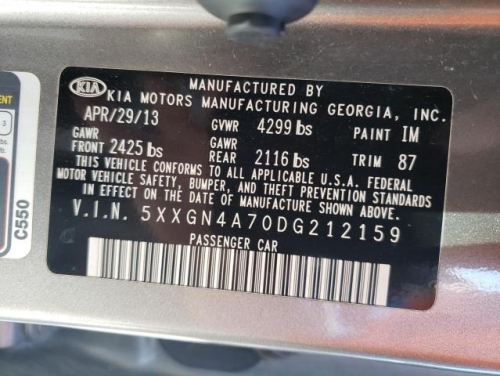 MANUFACTURED BY
KIA KIA MOTORS MANUFACTURING GEORGIA, INC.
APR/29/13 GVWR 4299 lbs PAINT IM
GAWR FRONT 2425 lbs GAWR REAR 2116 lbs TRIM 87
THIS VEHICLE CONFORMS TO ALL APPLICABLE U.S.A. FEDERAL
MOTOR VEHICLE SAFETY, BUMPER, AND THEFT PREVENTION STANDARDS
IN EFFECT ON THE DATE OF MANUFACTURE SHOWN ABOVE.
V.I.N. 5XXGN4A70DG212159
PASSENGER CAR
C550